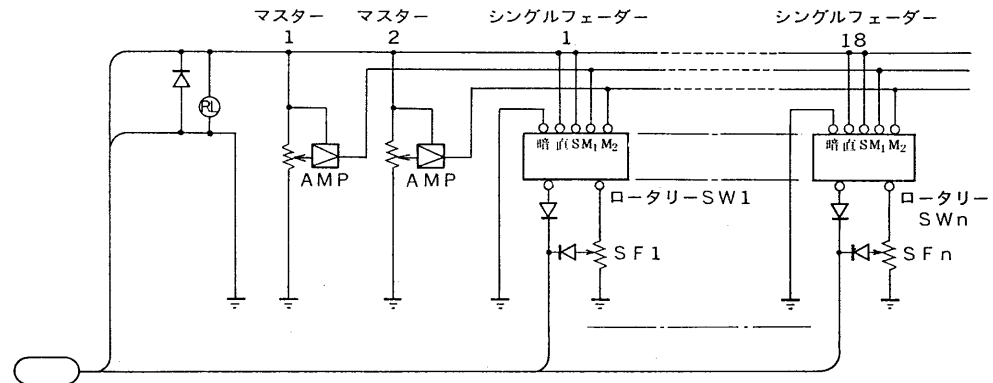 マスター 1
マスター 2
シングルフェーダー 1
シングルフェーダー 18
RL
AMP
AMP
暗 直 S M₁ M₂
暗 直 S M₁ M₂
ロータリーSW1
ロータリー
SWn
SF1
SFn